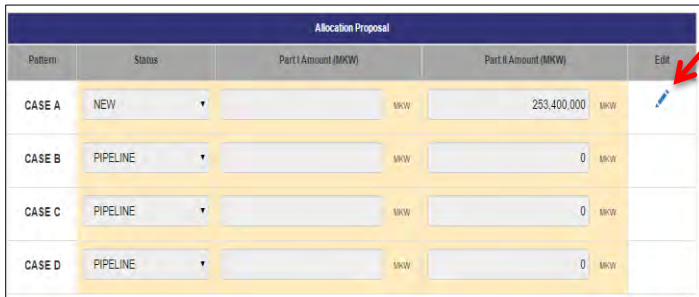 Allocation Proposal
Pattern Status Part I Amount (MKW) Part II Amount (MKW) Edit
CASE A NEW MKW 253,400,000 MKW
CASE B PIPELINE MKW 0 MKW
CASE C PIPELINE MKW 0 MKW
CASE D PIPELINE MKW 0 MKW